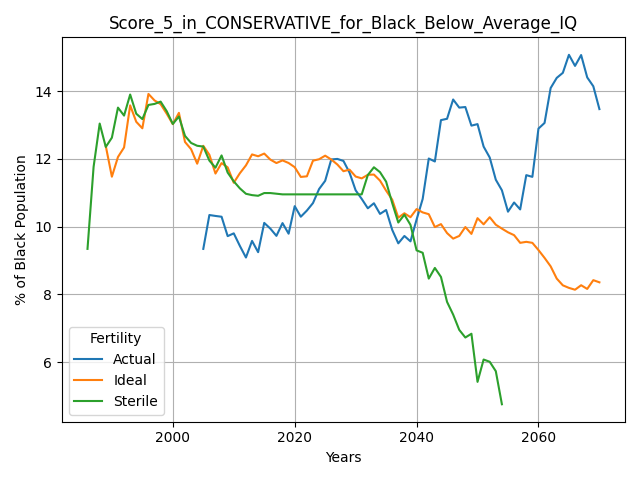 Score_5_in_CONSERVATIVE_for_Black_Below_Average_IQ
% of Black Population
14
12
10
8
6
Fertility
Actual
Ideal
Sterile
2000 2020 2040 2060
Years